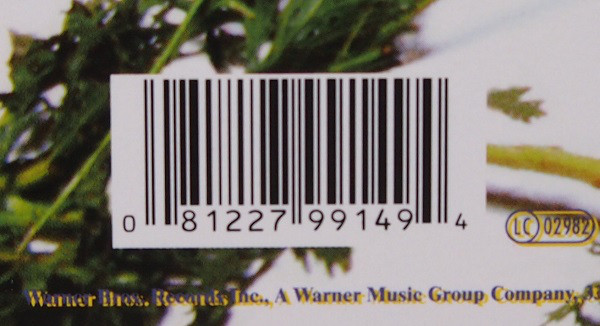 0 81227 99149 4
LC 02982
Warner Bros. Records Inc., A Warner Music Group Company,